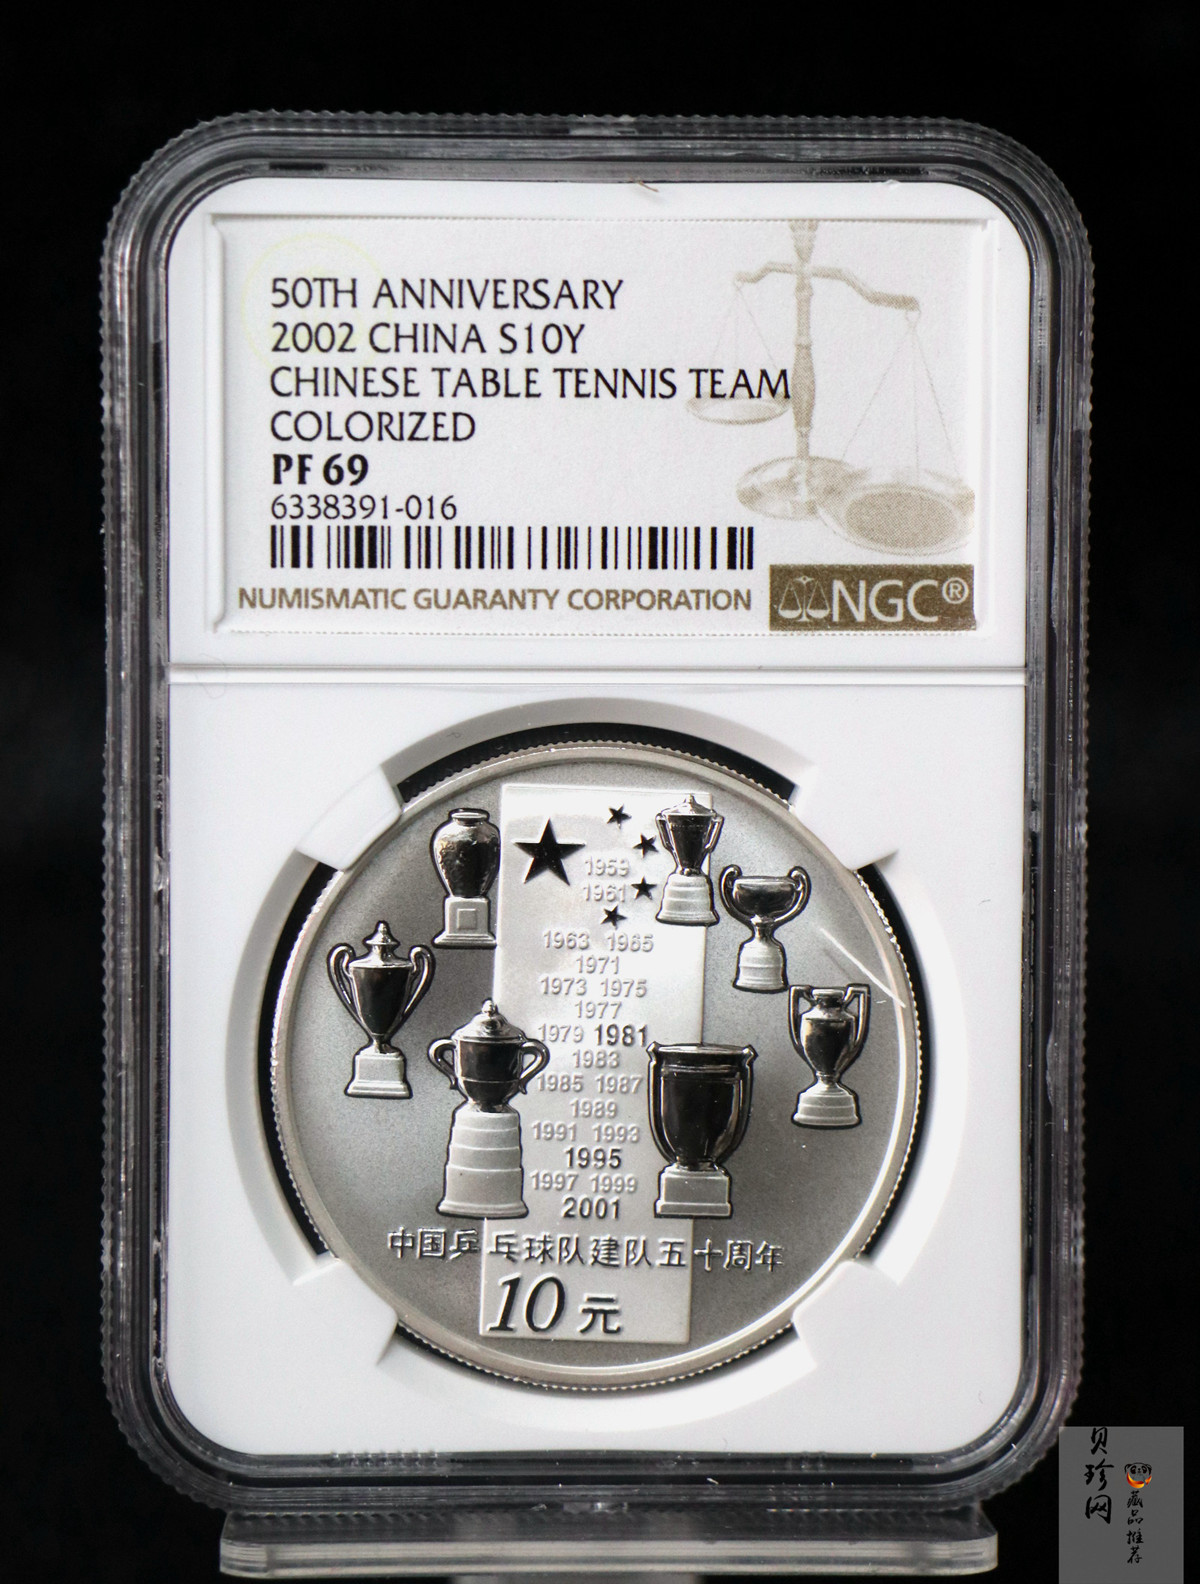 50TH ANNIVERSARY
2002 CHINA S10Y
CHINESE TABLE TENNIS TEAM
COLORIZED
PF 69
6338391-016
NUMISMATIC GUARANTY CORPORATION
NGC®
1959
1961
1963 1965
1971
1973 1975
1977
1979 1981
1983
1985 1987
1989
1991 1993
1995
1997 1999
2001
中国乒乓球队建队五十周年
10元
贝珍网
藏品推荐